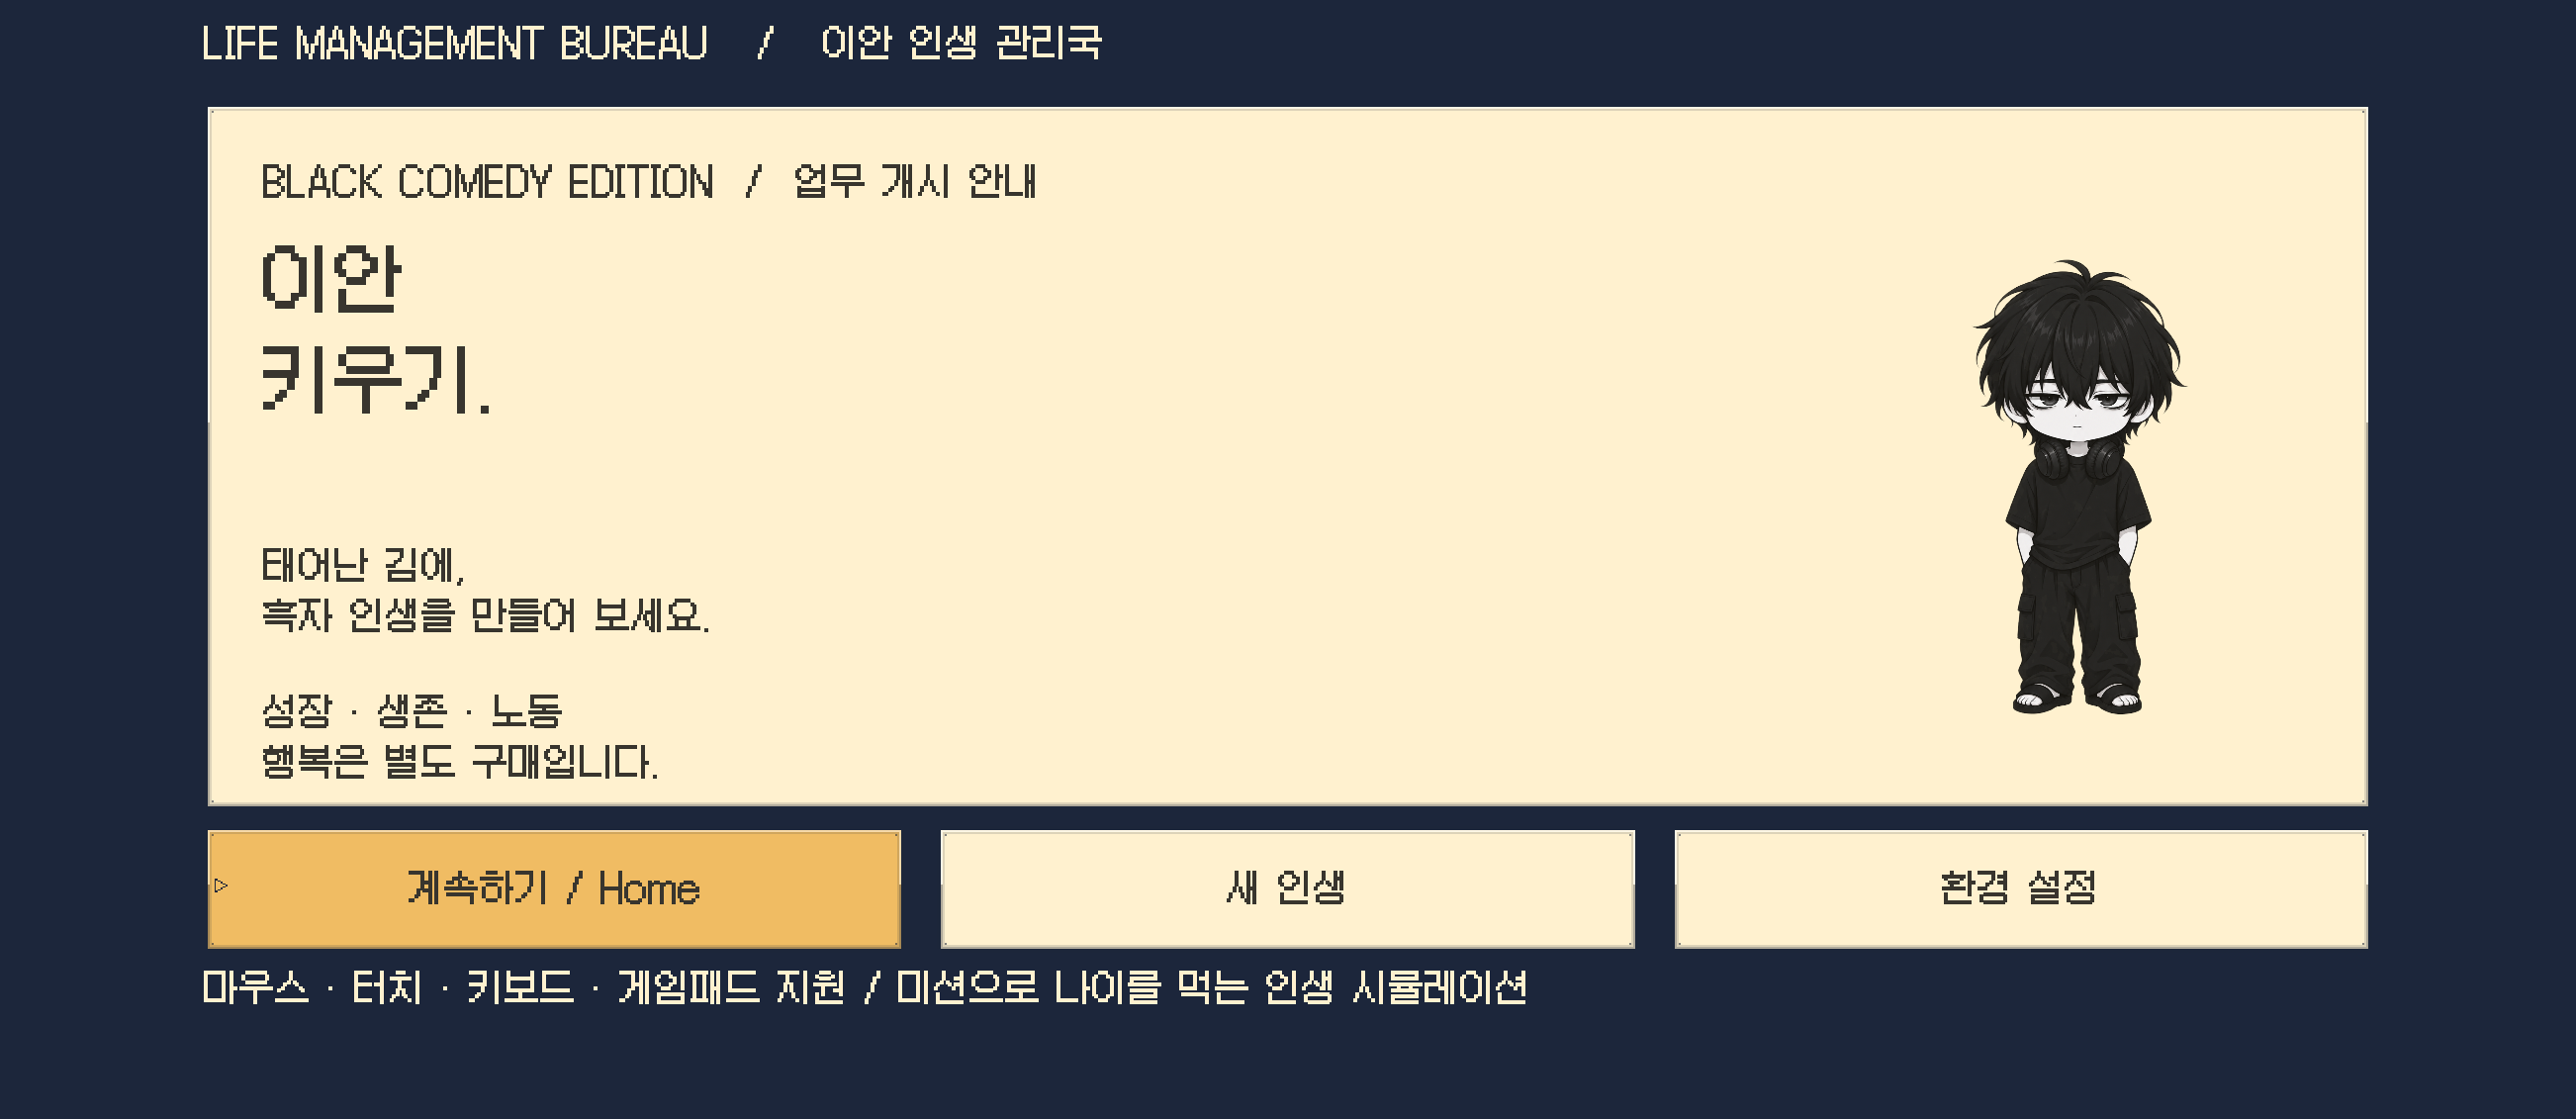 LIFE MANAGEMENT BUREAU / 이안 인생 관리국
BLACK COMEDY EDITION / 업무 개시 안내
이안
키우기.
태어난 김에,
흑자 인생을 만들어 보세요.
성장 · 생존 · 노동
행복은 별도 구매입니다.
▷ 계속하기 / Home
새 인생
환경 설정
마우스 · 터치 · 키보드 · 게임패드 지원 / 미션으로 나이를 먹는 인생 시뮬레이션